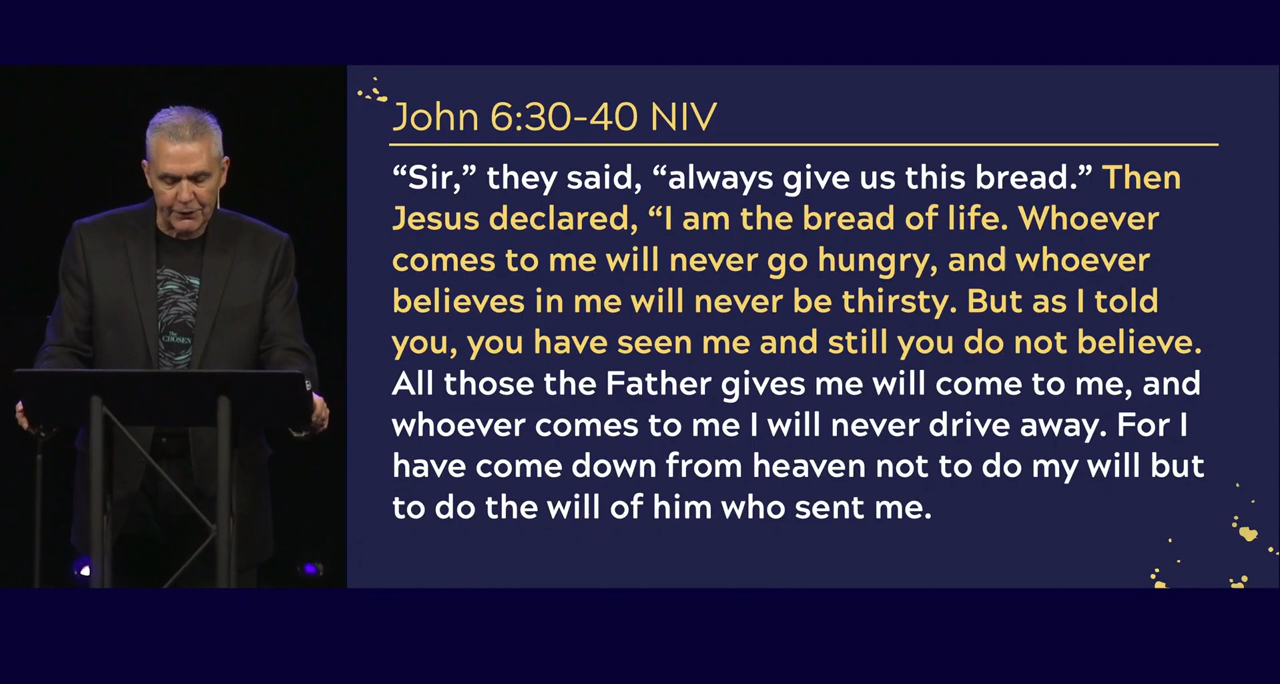 John 6:30-40 NIV
“Sir,” they said, “always give us this bread.” Then
Jesus declared, “I am the bread of life. Whoever
comes to me will never go hungry, and whoever
believes in me will never be thirsty. But as I told
you, you have seen me and still you do not believe.
All those the Father gives me will come to me, and
whoever comes to me I will never drive away. For I
have come down from heaven not to do my will but
to do the will of him who sent me.
The
CHOSEN